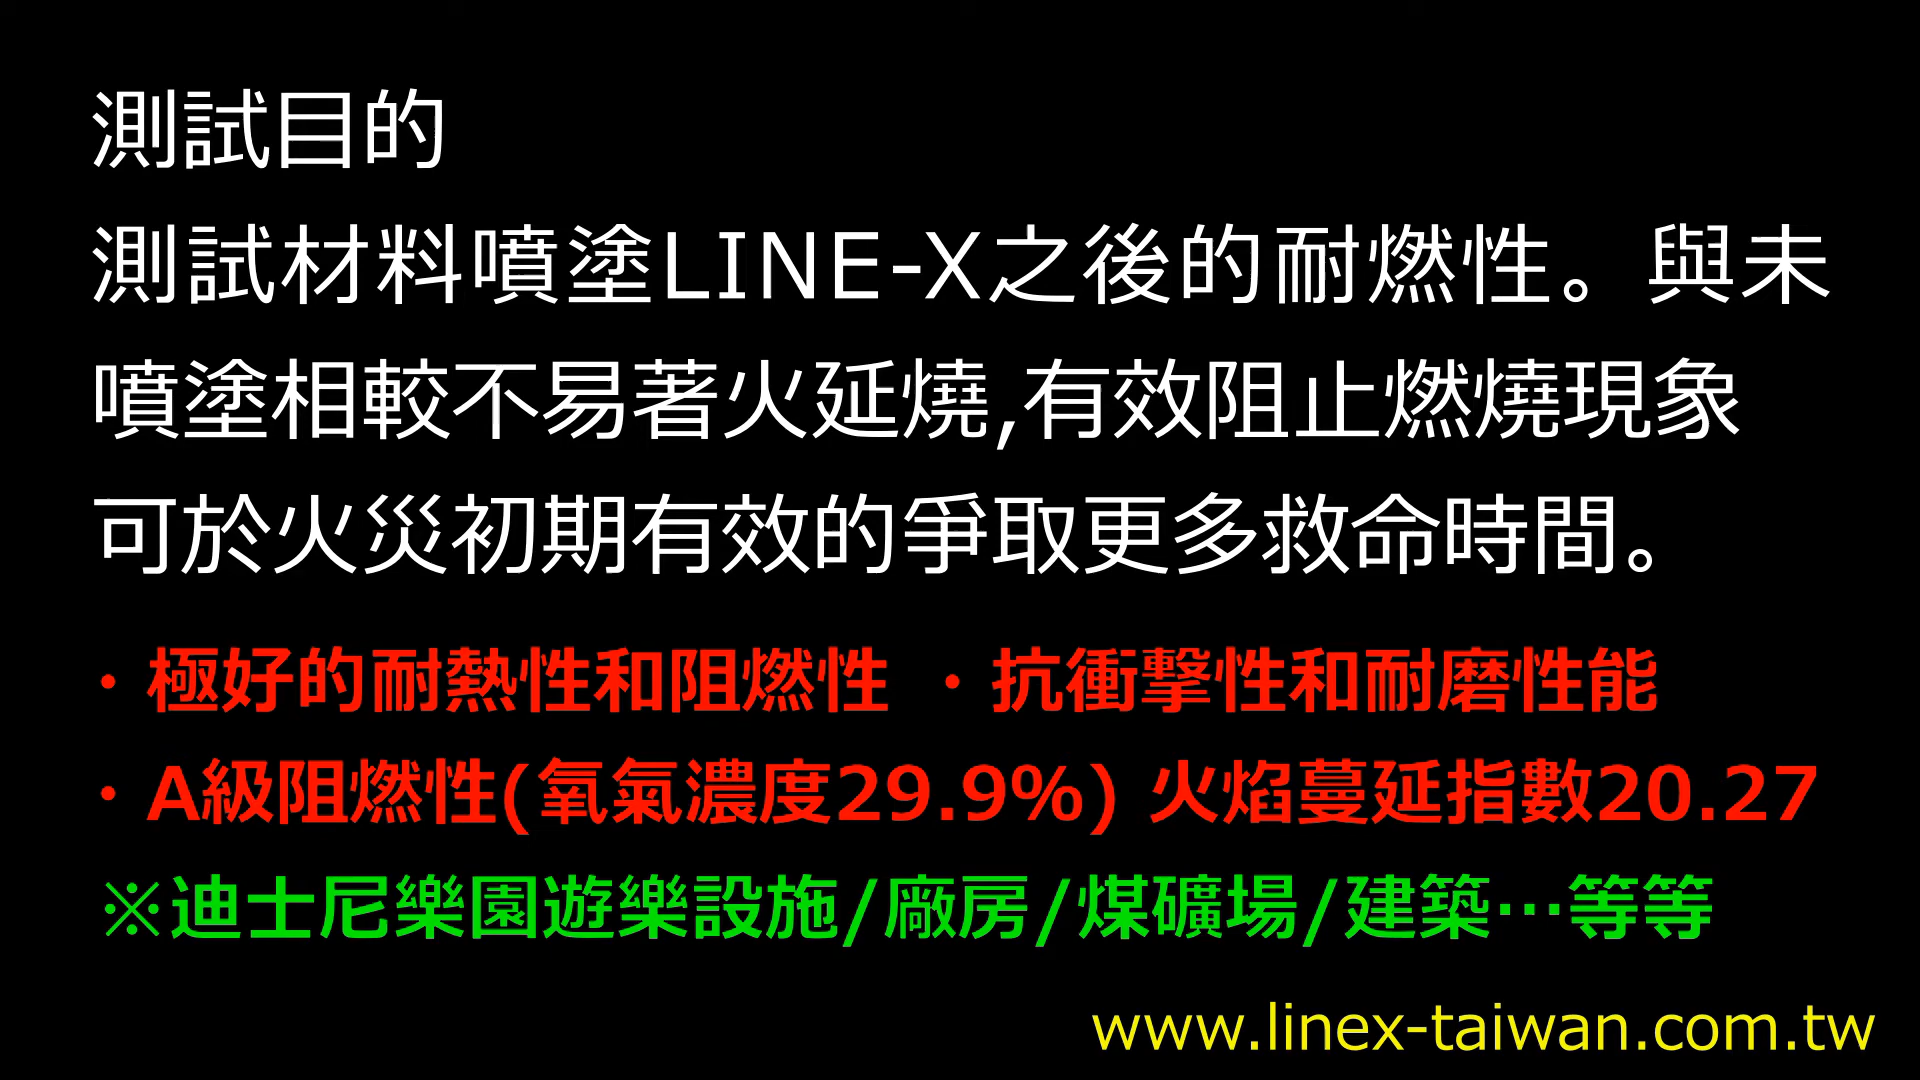 測試目的
測試材料噴塗LINE-X之後的耐燃性。與未
噴塗相較不易著火延燒,有效阻止燃燒現象
可於火災初期有效的爭取更多救命時間。
・極好的耐熱性和阻燃性 ・抗衝擊性和耐磨性能
・A級阻燃性(氧氣濃度29.9%) 火焰蔓延指數20.27
※迪士尼樂園遊樂設施/廠房/煤礦場/建築…等等
www.linex-taiwan.com.tw